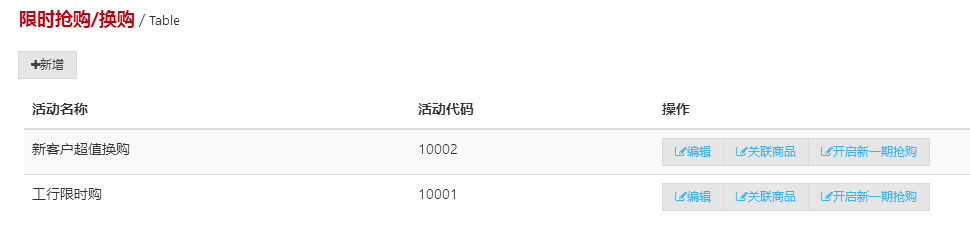 限时抢购/换购 / Table
新增
活动名称 活动代码 操作
新客户超值换购 10002 编辑 关联商品 开启新一期抢购
工行限时购 10001 编辑 关联商品 开启新一期抢购